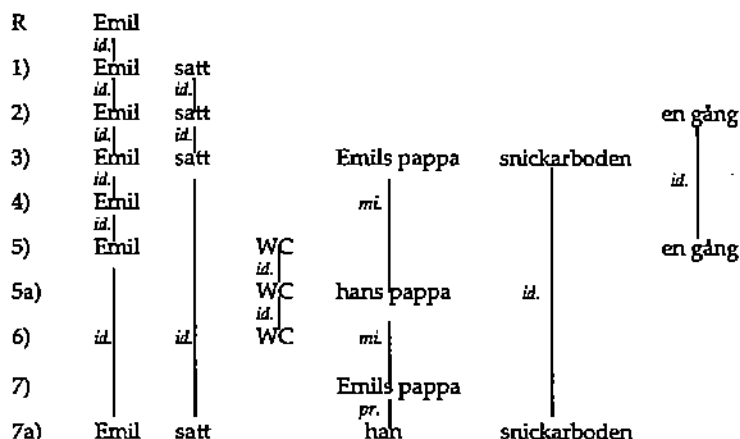 R Emil
id.
1) Emil satt
id. id.
2) Emil satt en gång
id. id.
3) Emil satt Emils pappa snickarboden
id. id.
4) Emil mi.
id.
5) Emil WC en gång
id.
5a) WC hans pappa id.
id.
6) id. id. WC mi.
7) Emils pappa
pr.
7a) Emil satt han snickarboden